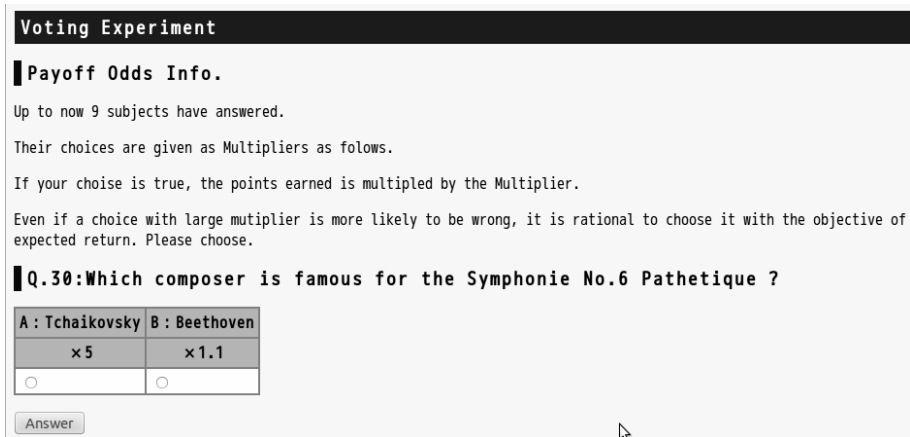 Voting Experiment
Payoff Odds Info.
Up to now 9 subjects have answered.
Their choices are given as Multipliers as folows.
If your choise is true, the points earned is multipled by the Multiplier.
Even if a choice with large mutiplier is more likely to be wrong, it is rational to choose it with the objective of
expected return. Please choose.
Q.30:Which composer is famous for the Symphonie No.6 Pathetique ?
A:Tchaikovsky B:Beethoven
×5 ×1.1
Answer